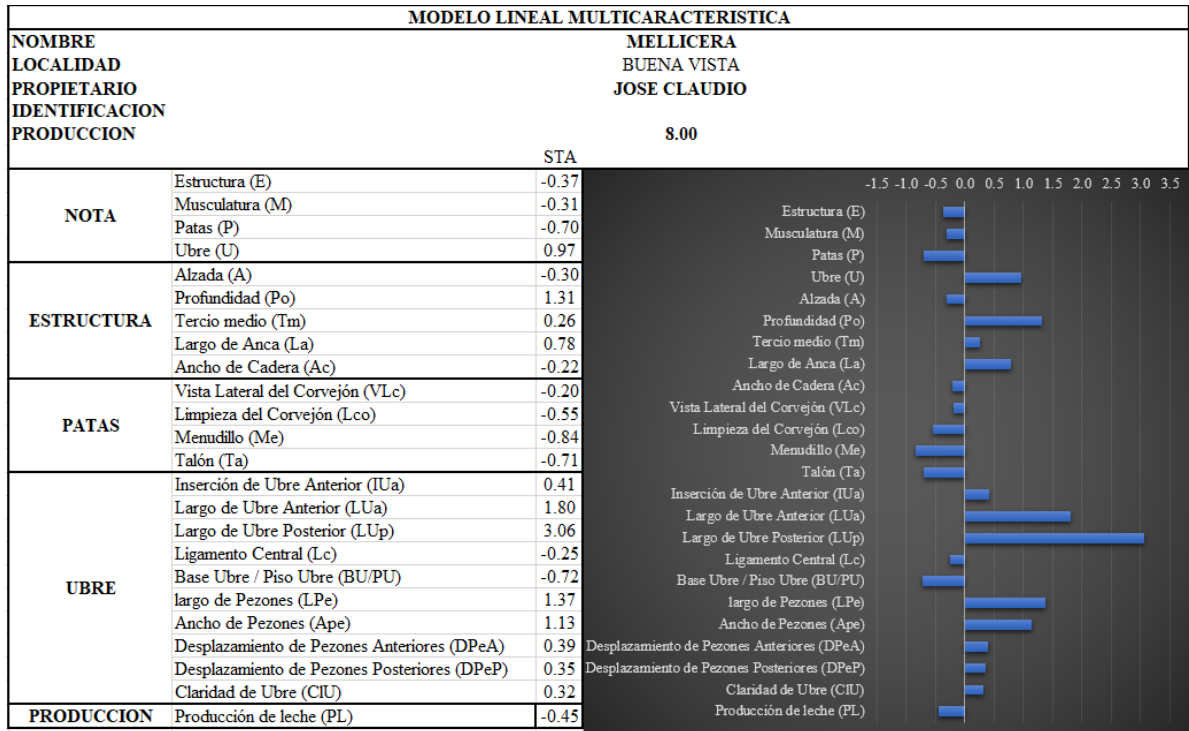 MODELO LINEAL MULTICARACTERISTICA
NOMBRE MELLICERA
LOCALIDAD BUENA VISTA
PROPIETARIO JOSE CLAUDIO
IDENTIFICACION
PRODUCCION 8.00
STA
NOTA
Estructura (E) -0.37
Musculatura (M) -0.31
Patas (P) -0.70
Ubre (U) 0.97
ESTRUCTURA
Alzada (A) -0.30
Profundidad (Po) 1.31
Tercio medio (Tm) 0.26
Largo de Anca (La) 0.78
Ancho de Cadera (Ac) -0.22
PATAS
Vista Lateral del Corvejón (VLc) -0.20
Limpieza del Corvejón (Lco) -0.55
Menudillo (Me) -0.84
Talón (Ta) -0.71
UBRE
Inserción de Ubre Anterior (IUa) 0.41
Largo de Ubre Anterior (LUa) 1.80
Largo de Ubre Posterior (LUp) 3.06
Ligamento Central (Lc) -0.25
Base Ubre / Piso Ubre (BU/PU) -0.72
largo de Pezones (LPe) 1.37
Ancho de Pezones (Ape) 1.13
Desplazamiento de Pezones Anteriores (DPeA) 0.39
Desplazamiento de Pezones Posteriores (DPeP) 0.35
Claridad de Ubre (ClU) 0.32
PRODUCCION Producción de leche (PL) -0.45
-1.5 -1.0 -0.5 0.0 0.5 1.0 1.5 2.0 2.5 3.0 3.5
Estructura (E)
Musculatura (M)
Patas (P)
Ubre (U)
Alzada (A)
Profundidad (Po)
Tercio medio (Tm)
Largo de Anca (La)
Ancho de Cadera (Ac)
Vista Lateral del Corvejón (VLc)
Limpieza del Corvejón (Lco)
Menudillo (Me)
Talón (Ta)
Inserción de Ubre Anterior (IUa)
Largo de Ubre Anterior (LUa)
Largo de Ubre Posterior (LUp)
Ligamento Central (Lc)
Base Ubre / Piso Ubre (BU/PU)
largo de Pezones (LPe)
Ancho de Pezones (Ape)
Desplazamiento de Pezones Anteriores (DPeA)
Desplazamiento de Pezones Posteriores (DPeP)
Claridad de Ubre (ClU)
Producción de leche (PL)